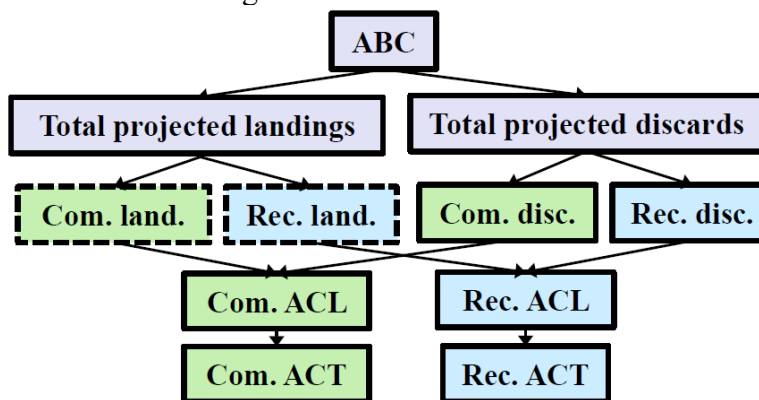 ABC
Total projected landings
Total projected discards
Com. land.
Rec. land.
Com. disc.
Rec. disc.
Com. ACL
Rec. ACL
Com. ACT
Rec. ACT